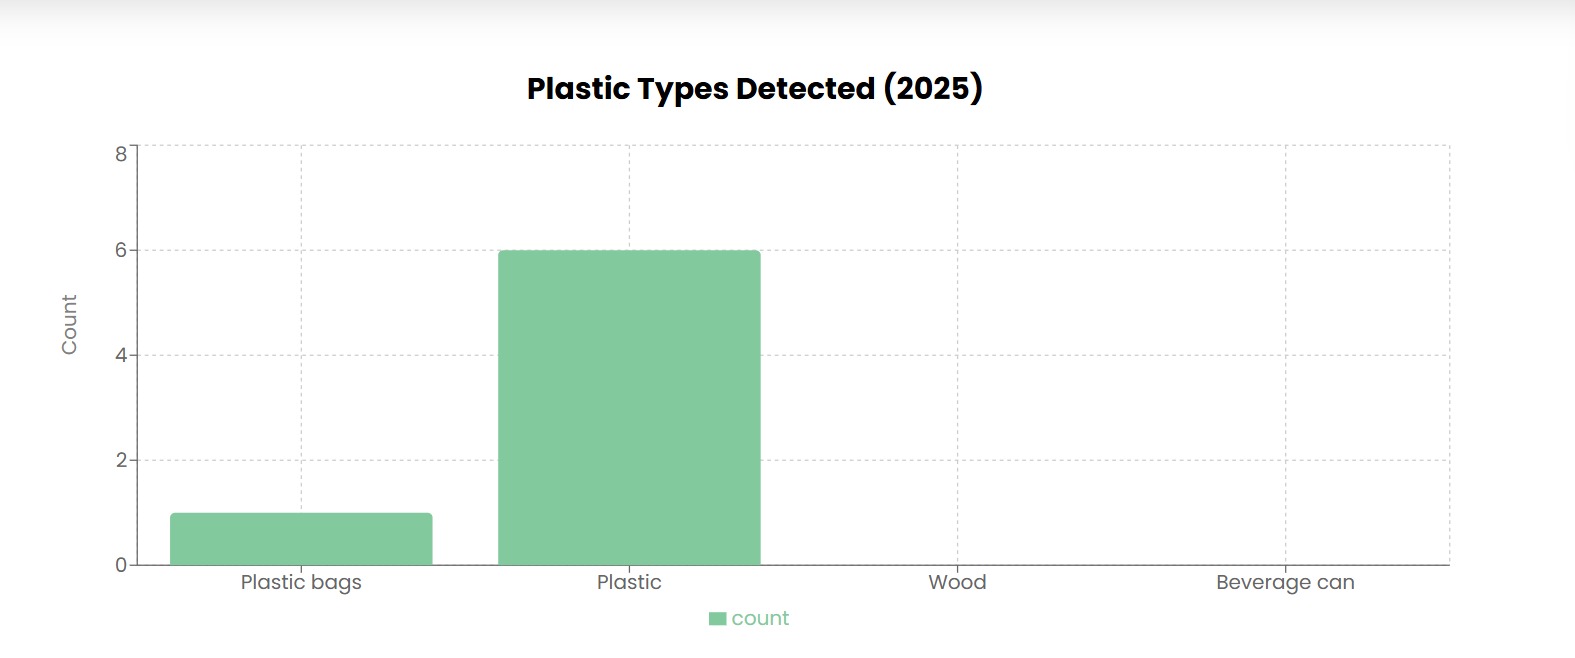 Plastic Types Detected (2025)
8
6
4
2
0
Count
Plastic bags
Plastic
Wood
Beverage can
count